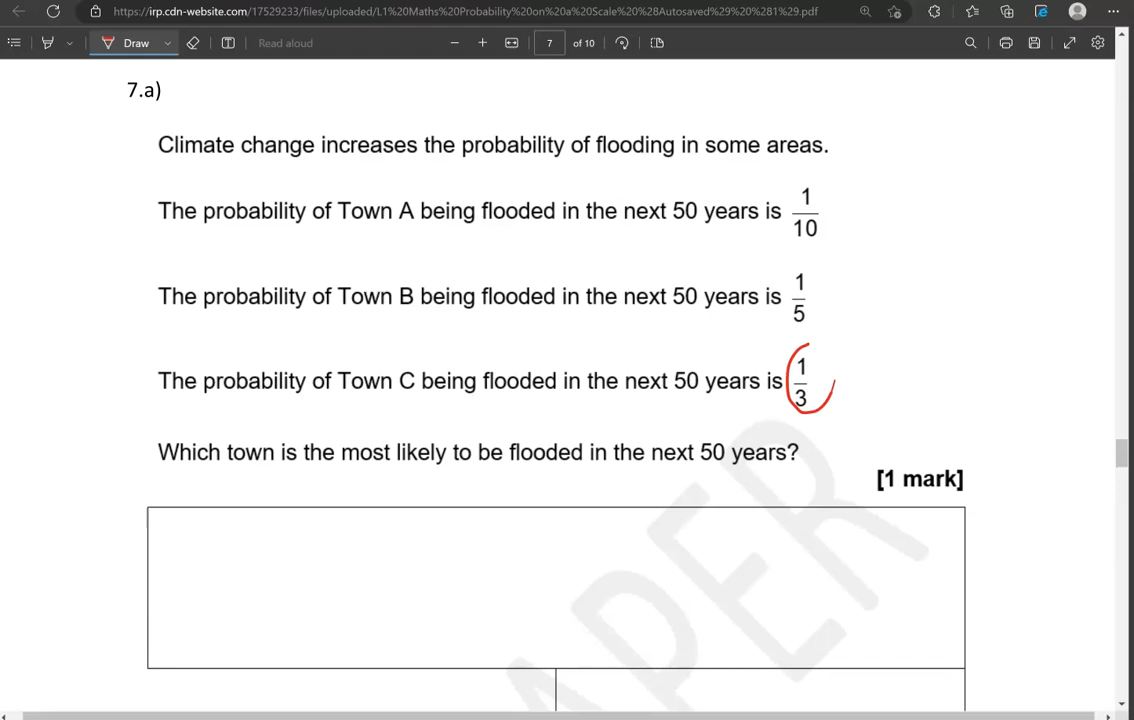 https://irp.cdn-website.com/17529233/files/uploaded/L1%20Maths%20Probability%20on%20a%20Scale%20%28Autosaved%29%20%281%29.pdf
Draw
Read aloud
7 of 10
7.a)
Climate change increases the probability of flooding in some areas.
The probability of Town A being flooded in the next 50 years is 1/10
The probability of Town B being flooded in the next 50 years is 1/5
The probability of Town C being flooded in the next 50 years is 1/3
Which town is the most likely to be flooded in the next 50 years?
[1 mark]
APER